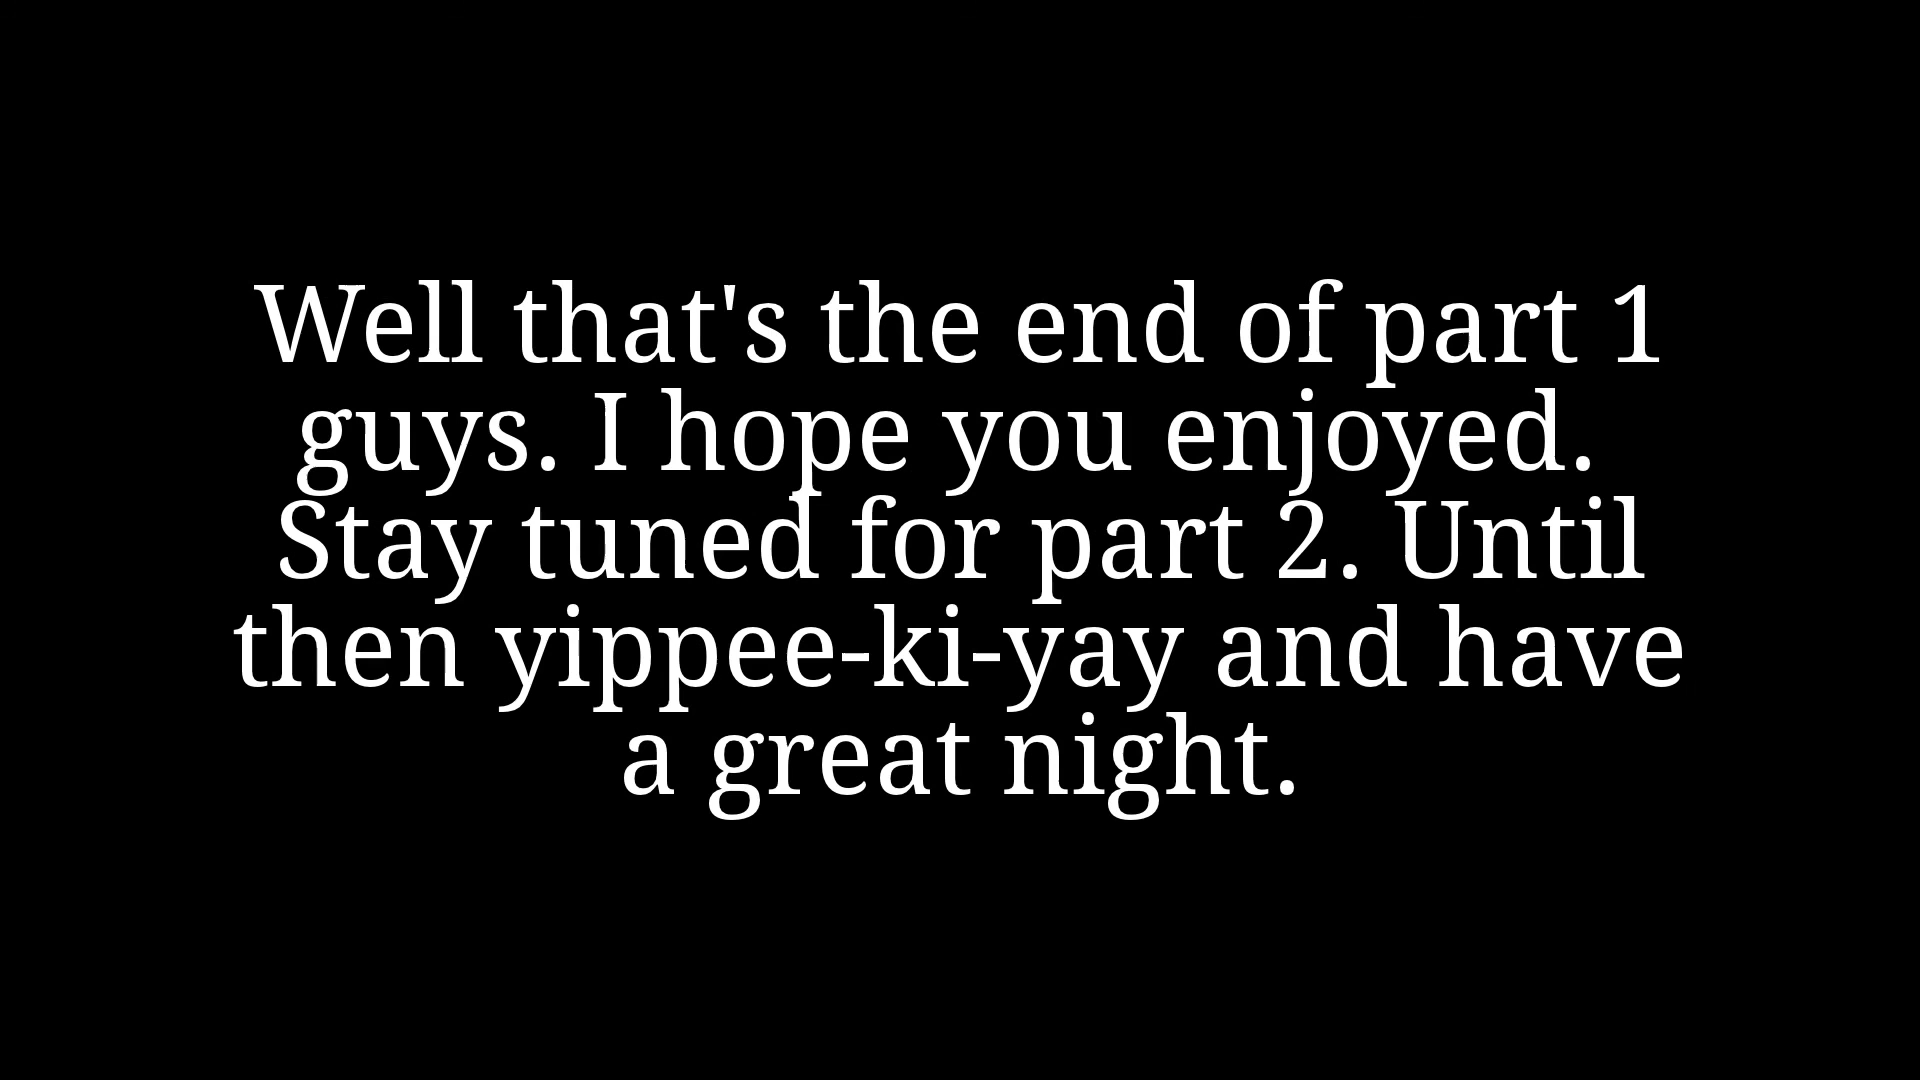 Well that's the end of part 1
guys. I hope you enjoyed.
Stay tuned for part 2. Until
then yippee-ki-yay and have
a great night.